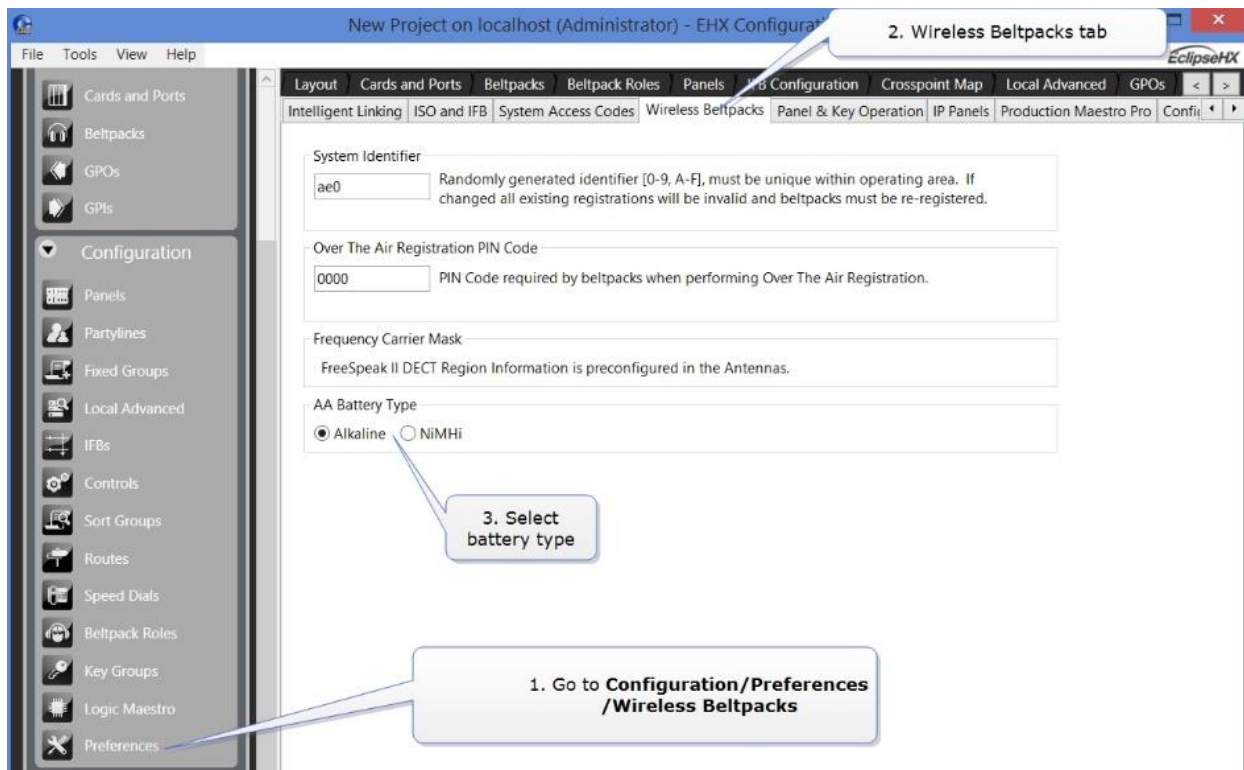 New Project on localhost (Administrator) - EHX Configurat
2. Wireless Beltpacks tab
File Tools View Help
EclipseHX
Layout Cards and Ports Beltpacks Beltpack Roles Panels IFB Configuration Crosspoint Map Local Advanced GPOs
Intelligent Linking ISO and IFB System Access Codes Wireless Beltpacks Panel & Key Operation IP Panels Production Maestro Pro Config
Cards and Ports
Beltpacks
GPOs
GPIs
Configuration
Panels
Partylines
Fixed Groups
Local Advanced
IFBs
Controls
Sort Groups
Routes
Speed Dials
Beltpack Roles
Key Groups
Logic Maestro
Preferences
System Identifier
ae0
Randomly generated identifier [0-9, A-F], must be unique within operating area. If
changed all existing registrations will be invalid and beltpacks must be re-registered.
Over The Air Registration PIN Code
0000
PIN Code required by beltpacks when performing Over The Air Registration.
Frequency Carrier Mask
FreeSpeak II DECT Region Information is preconfigured in the Antennas.
AA Battery Type
Alkaline NiMHi
3. Select
battery type
1. Go to Configuration/Preferences
/Wireless Beltpacks